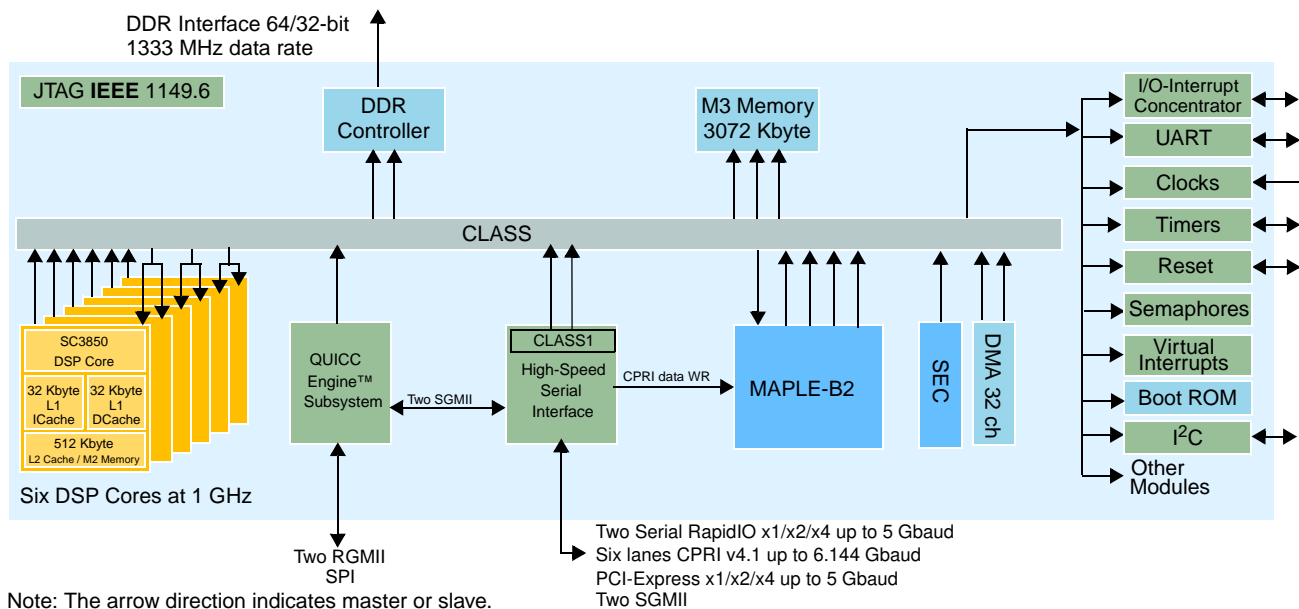 DDR Interface 64/32-bit
1333 MHz data rate
JTAG IEEE 1149.6
DDR
Controller
M3 Memory
3072 Kbyte
I/O-Interrupt
Concentrator
UART
Clocks
Timers
Reset
Semaphores
Virtual
Interrupts
Boot ROM
I²C
Other
Modules
CLASS
SC3850
DSP Core
32 Kbyte
L1
ICache
32 Kbyte
L1
DCache
512 Kbyte
L2 Cache / M2 Memory
Six DSP Cores at 1 GHz
QUICC
Engine™
Subsystem
Two SGMII
CLASS1
High-Speed
Serial
Interface
CPRI data WR
MAPLE-B2
SEC
DMA 32 ch
Two RGMII
SPI
Two Serial RapidIO x1/x2/x4 up to 5 Gbaud
Six lanes CPRI v4.1 up to 6.144 Gbaud
PCI-Express x1/x2/x4 up to 5 Gbaud
Two SGMII
Note: The arrow direction indicates master or slave.